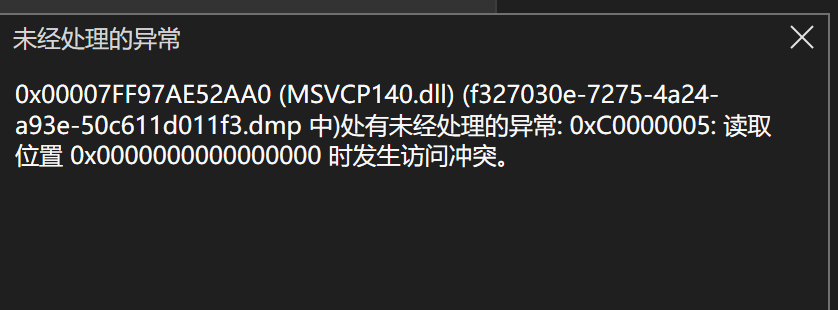 未经处理的异常
0x00007FF97AE52AA0 (MSVCP140.dll) (f327030e-7275-4a24-
a93e-50c611d011f3.dmp 中)处有未经处理的异常: 0xC0000005: 读取
位置 0x0000000000000000 时发生访问冲突。